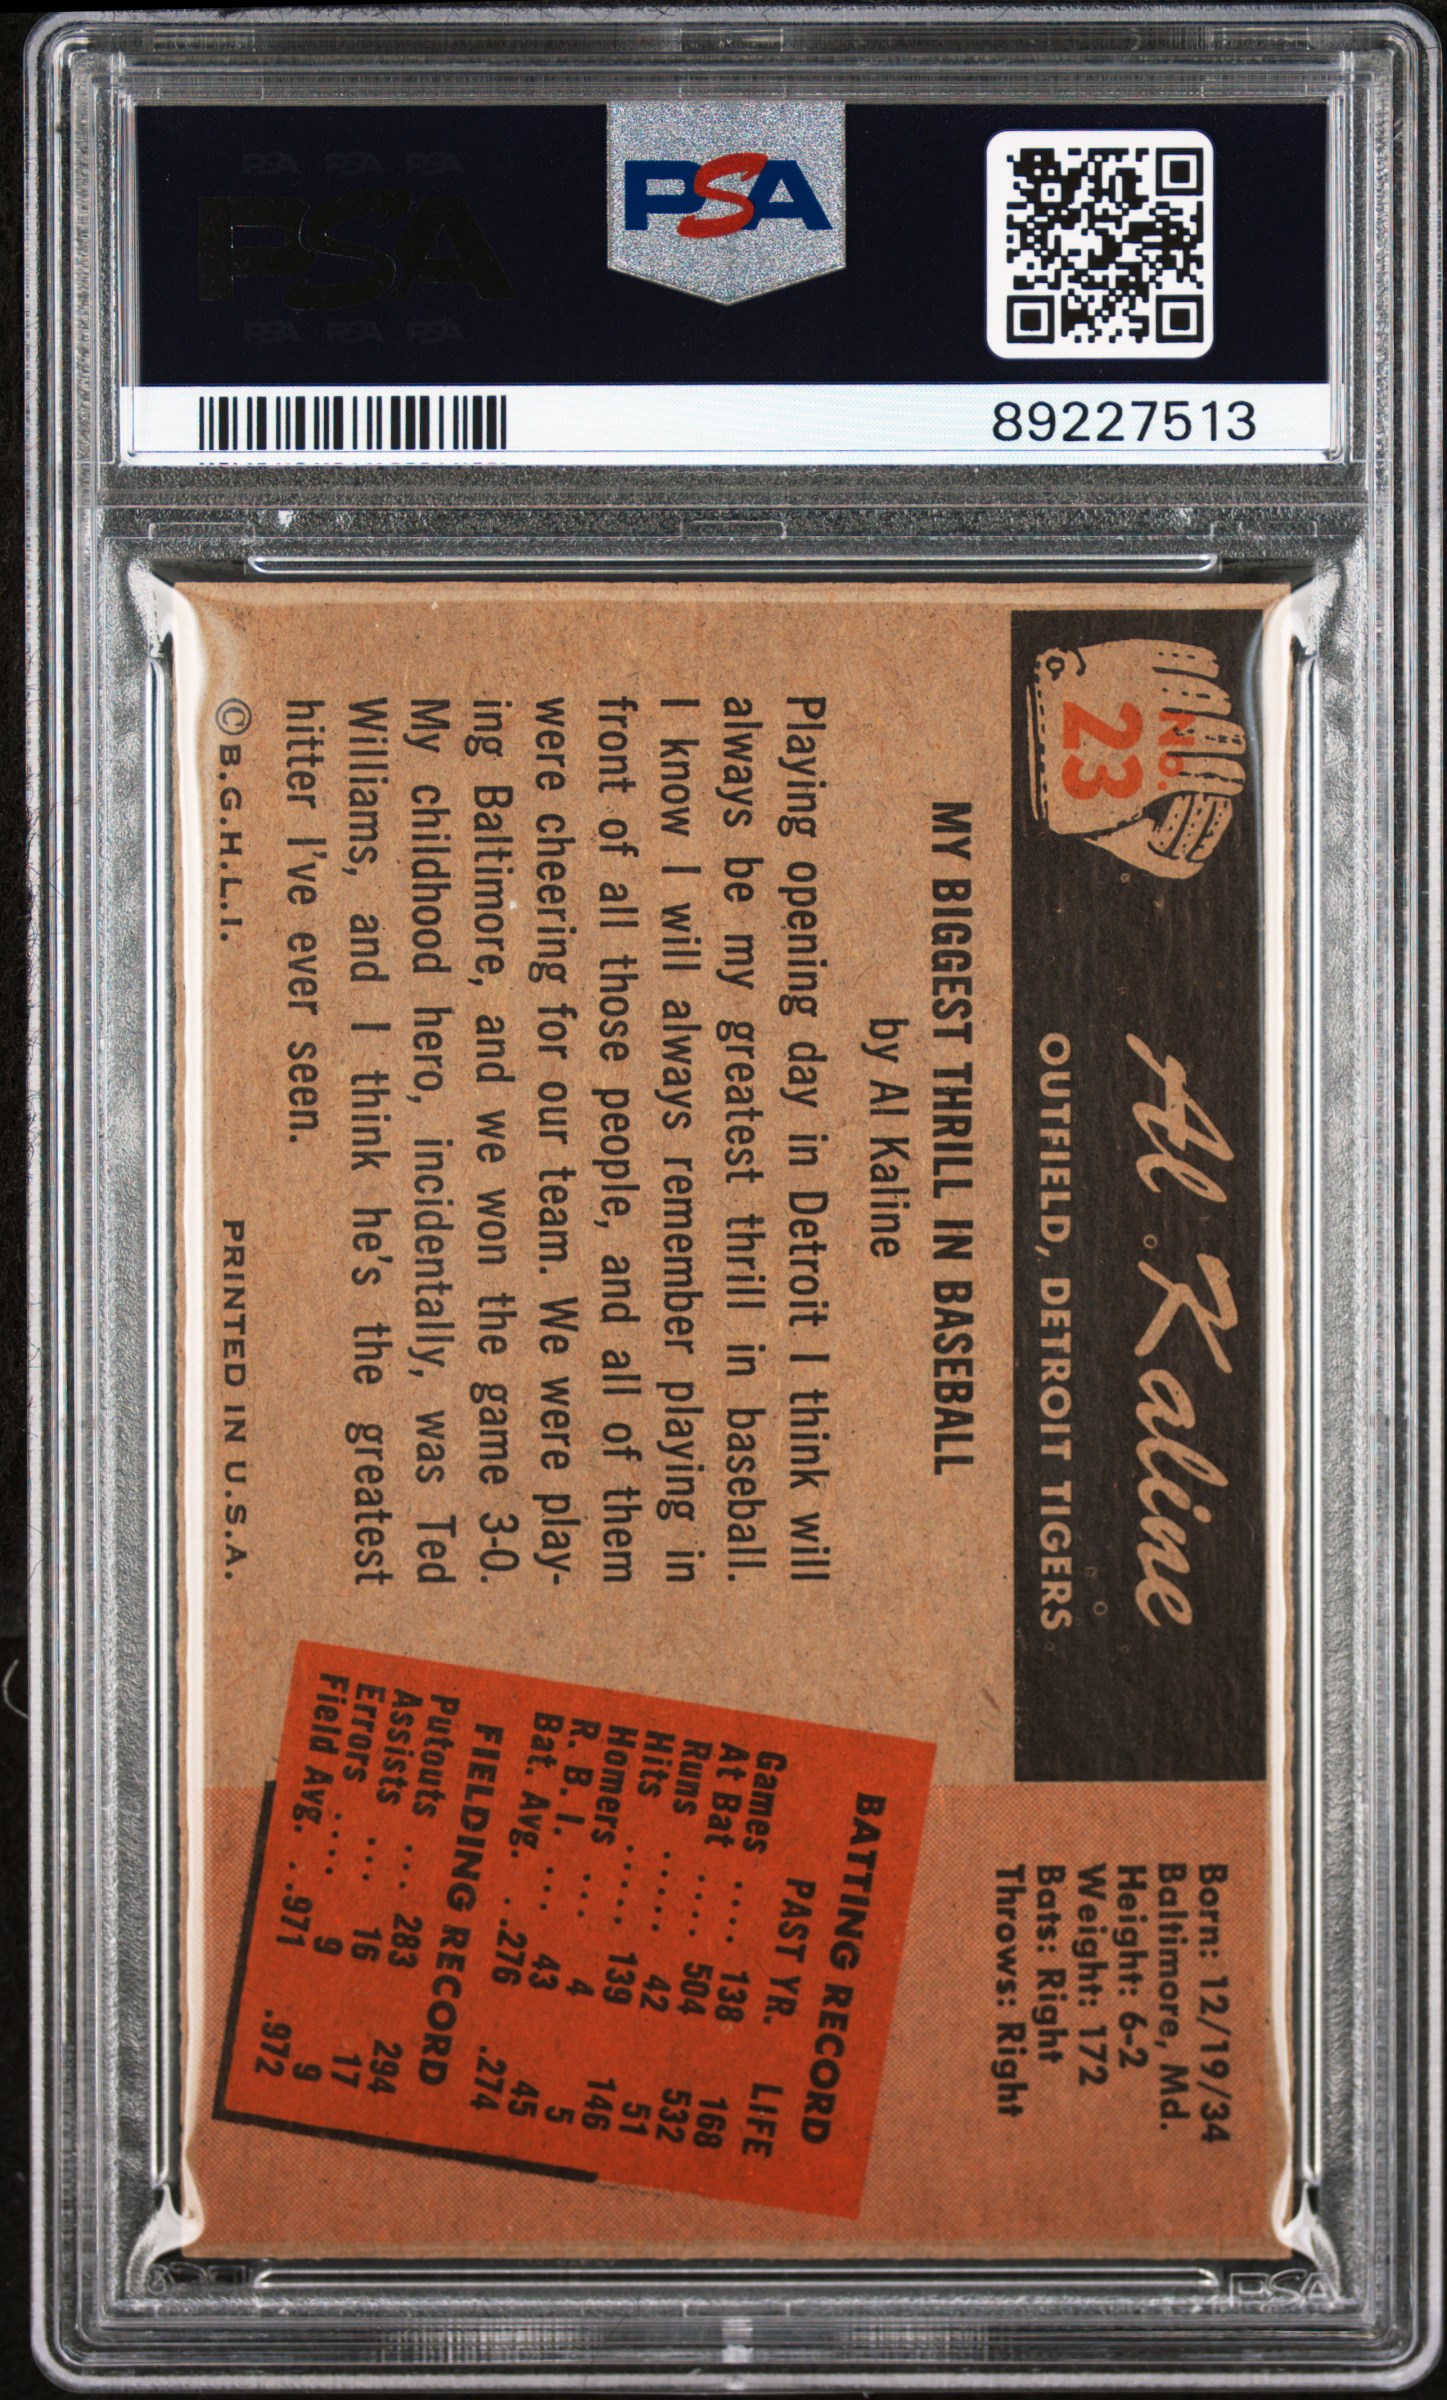 PSA PSA PSA
PSA
PSA PSA PSA
PSA
89227513
No.
23
Al Kaline
OUTFIELD, DETROIT TIGERS
Born: 12/19/34
Baltimore, Md.
Height: 6-2
Weight: 172
Bats: Right
Throws: Right
MY BIGGEST THRILL IN BASEBALL
by Al Kaline
Playing opening day in Detroit I think will
always be my greatest thrill in baseball.
I know I will always remember playing in
front of all those people, and all of them
were cheering for our team. We were play-
ing Baltimore, and we won the game 3-0.
My childhood hero, incidentally, was Ted
Williams, and I think he's the greatest
hitter I've ever seen.
©B.G.H.L.I. PRINTED IN U.S.A.
BATTING RECORD
PAST YR. LIFE
Games .... 138 168
At Bat .... 504 532
Runs ..... 42 51
Hits ..... 139 146
Homers ... 4 5
R. B. I. ... 43 45
Bat. Avg. . .276 .274
FIELDING RECORD
Putouts ... 283 294
Assists ... 16 17
Errors .... 9 9
Field Avg. . .971 .972
PSA